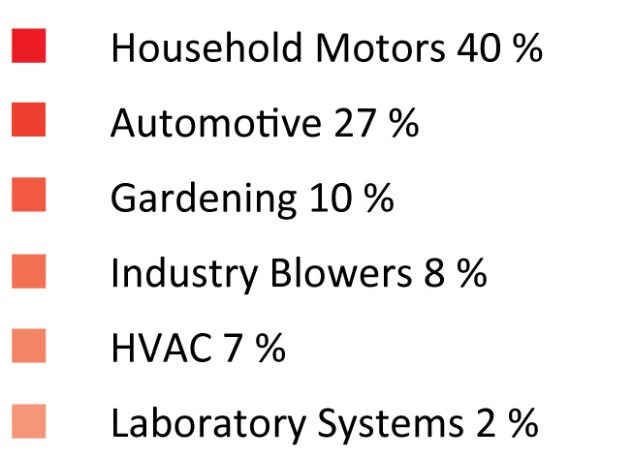 Household Motors 40 %
Automotive 27 %
Gardening 10 %
Industry Blowers 8 %
HVAC 7 %
Laboratory Systems 2 %